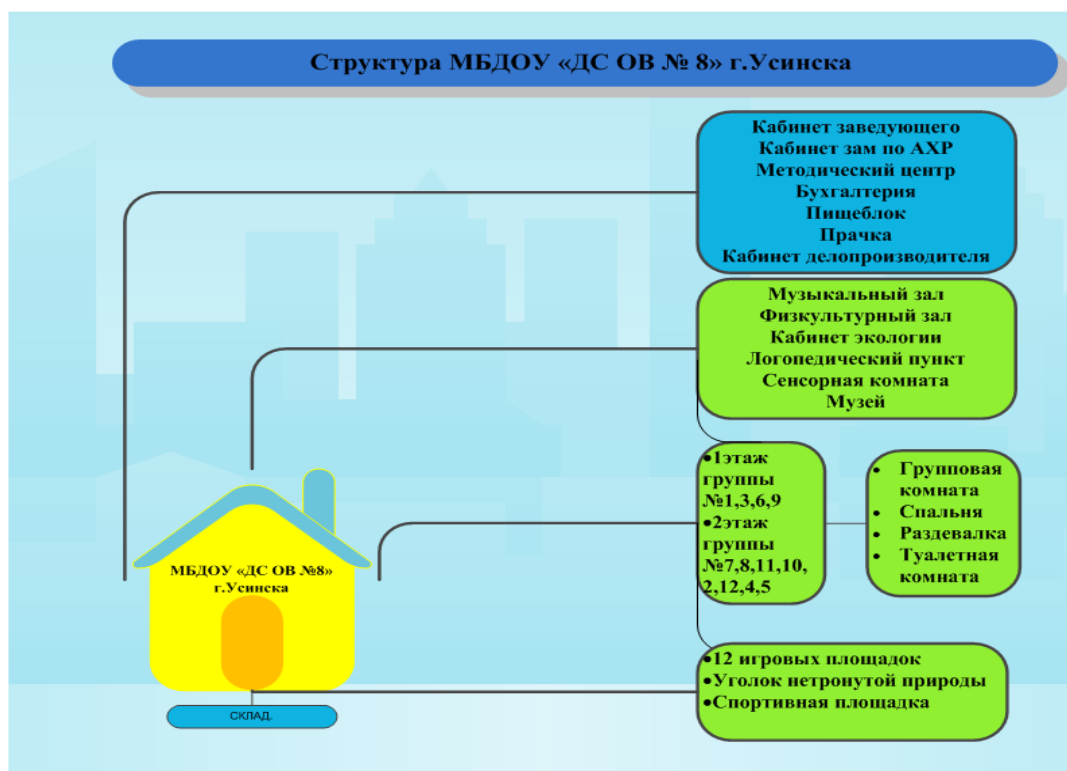 Структура МБДОУ «ДС ОВ № 8» г.Усинска
Кабинет заведующего
Кабинет зам по АХР
Методический центр
Бухгалтерия
Пищеблок
Прачка
Кабинет делопроизводителя
Музыкальный зал
Физкультурный зал
Кабинет экологии
Логопедический пункт
Сенсорная комната
Музей
•1этаж
группы
№1,3,6,9
•2этаж
группы
№7,8,11,10,
2,12,4,5
• Групповая
комната
• Спальня
• Раздевалка
• Туалетная
комната
МБДОУ «ДС ОВ №8»
г.Усинска
•12 игровых площадок
•Уголок нетронутой природы
•Спортивная площадка
СКЛАД.